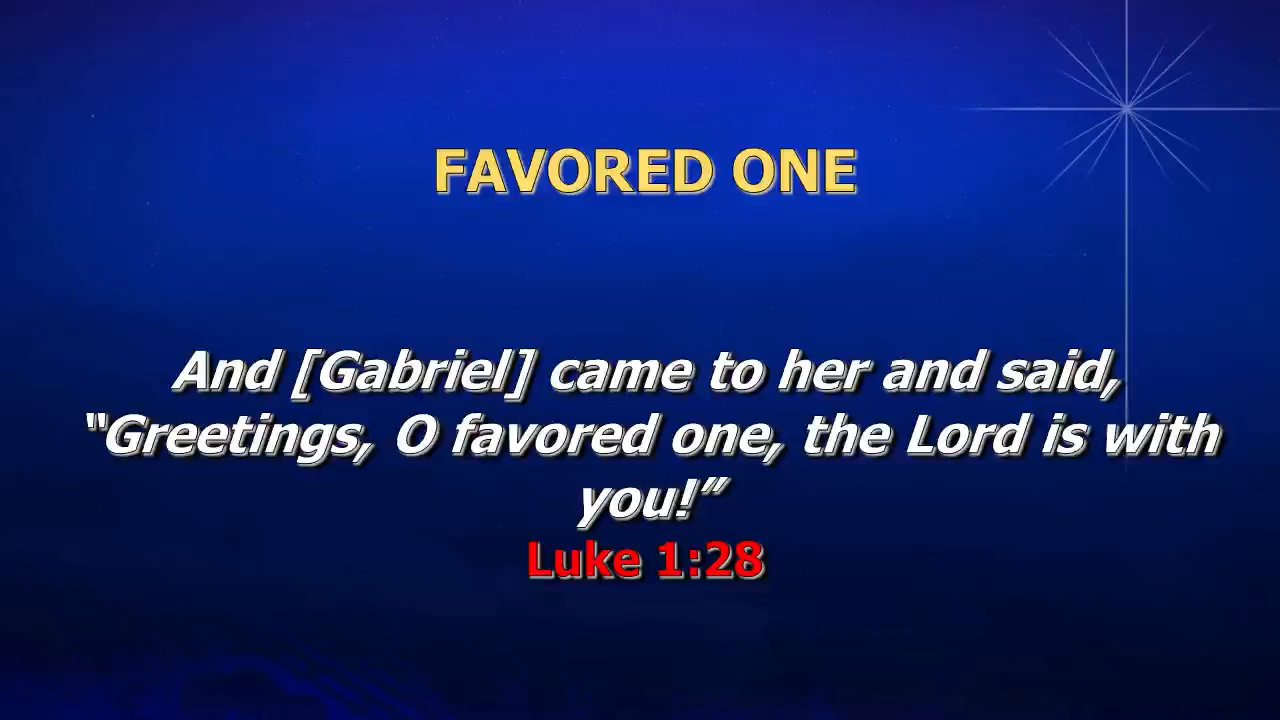 FAVORED ONE
And [Gabriel] came to her and said,
“Greetings, O favored one, the Lord is with
you!”
Luke 1:28